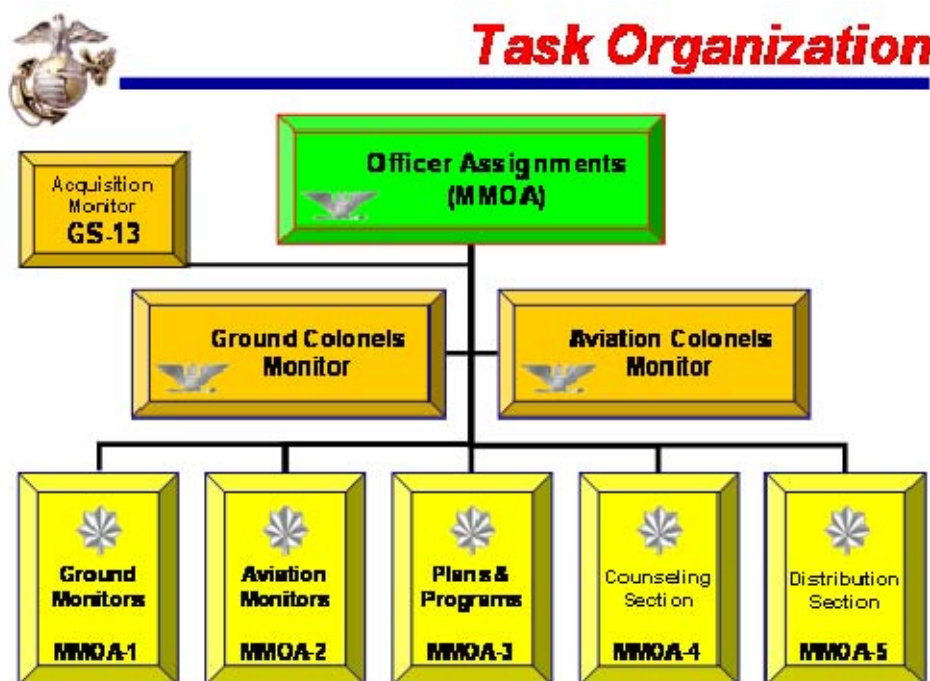 Task Organization
Officer Assignments
(MMOA)
Acquisition
Monitor
GS-13
Ground Colonels
Monitor
Aviation Colonels
Monitor
Ground
Monitors
MMOA-1
Aviation
Monitors
MMOA-2
Plans &
Programs
MMOA-3
Counseling
Section
MMOA-4
Distribution
Section
MMOA-5